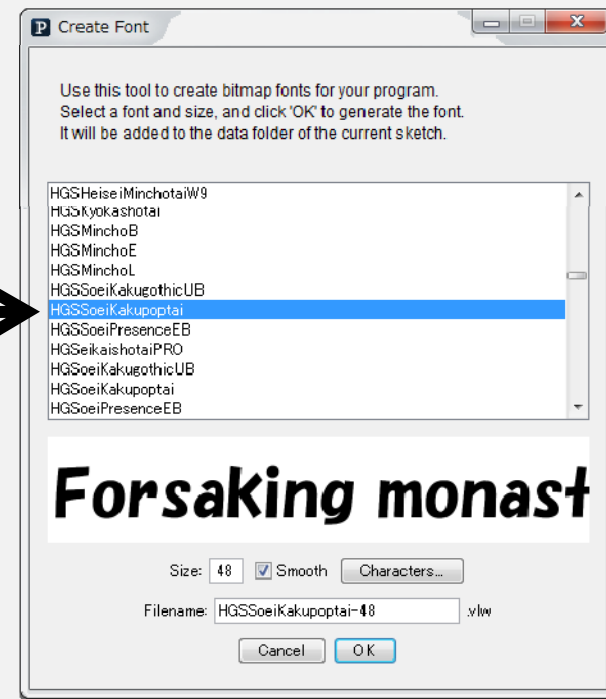 P Create Font
Use this tool to create bitmap fonts for your program.
Select a font and size, and click 'OK' to generate the font.
It will be added to the data folder of the current sketch.
HGSHeiseiMinchotaiW9
HGSKyokashotai
HGSMinchoB
HGSMinchoE
HGSMinchoL
HGSSoeiKakugothicUB
HGSSoeiKakupoptai
HGSSoeiPresenceEB
HGSeikaishotaiPRO
HGSoeiKakugothicUB
HGSoeiKakupoptai
HGSoeiPresenceEB
Forsaking monast
Size: 48 Smooth Characters...
Filename: HGSSoeiKakupoptai-48 .vlw
Cancel OK